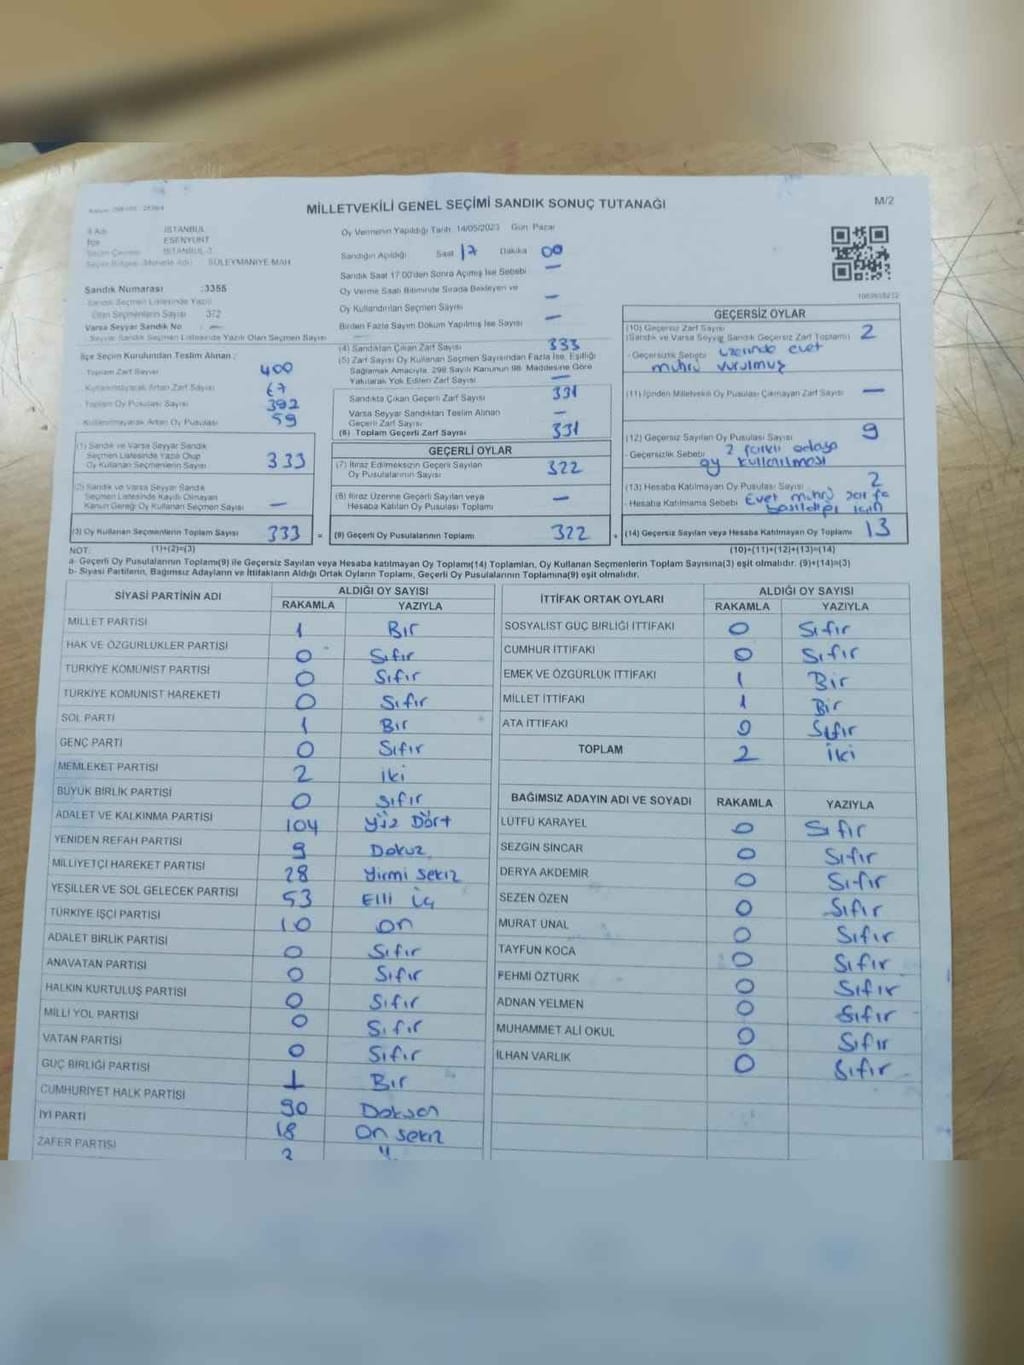 MİLLETVEKİLİ GENEL SEÇİMİ SANDIK SONUÇ TUTANAĞI
M/2
İli Adı İSTANBUL
İlçe ESENYURT
Seçim Çevresi İSTANBUL-3
SÜLEYMANİYE MAH.
Sandık Numarası :3355
Sandık Seçmen Listesinde Yazılı
Olan Seçmenlerin Sayısı 372
Varsa Seyyar Sandık No —
Seyyar Sandık Seçmen Listesinde Yazılı Olan Seçmen Sayısı
İlçe Seçim Kurulundan Teslim Alınan :
Toplam Zarf Sayısı 400
Kullanılmayarak Artan Zarf Sayısı 67
Toplam Oy Pusulası Sayısı 392
Kullanılmayarak Artan Oy Pusulası 59
(1) Sandık ve Varsa Seyyar Sandık
Seçmen Listesinde Yazılı Olup
Oy Kullanan Seçmenlerin Sayısı 333
(2) Sandık ve Varsa Seyyar Sandık
Seçmen Listesinde Kayıtlı Olmayan
Kanun Gereği Oy Kullanan Seçmen Sayısı —
(3) Oy Kullanan Seçmenlerin Toplam Sayısı 333 =
Oy Vermenin Yapıldığı Tarih 14/05/2023 Gün Pazar
Sandığın Açıldığı Saat 17 Dakika 00
Sandık Saat 17:00'den Sonra Açılmış İse Sebebi —
Oy Verme Saati Bitiminde Sırada Bekleyen ve
Oy Kullandırılan Seçmen Sayısı —
Birden Fazla Sayım Döküm Yapılmış İse Sayısı —
(4) Sandıktan Çıkan Zarf Sayısı 333
(5) Zarf Sayısı Oy Kullanan Seçmen Sayısından Fazla İse, Eşitliği
Sağlamak Amacıyla, 298 Sayılı Kanunun 98. Maddesine Göre
Yakılarak Yok Edilen Zarf Sayısı —
Sandıkta Çıkan Geçerli Zarf Sayısı 331
Varsa Seyyar Sandıktan Teslim Alınan
Geçerli Zarf Sayısı —
(6) Toplam Geçerli Zarf Sayısı 331
GEÇERLİ OYLAR
(7) İtiraz Edilmeksizin Geçerli Sayılan
Oy Pusulalarının Sayısı 322
(8) İtiraz Üzerine Geçerli Sayılan veya
Hesaba Katılan Oy Pusulası Toplamı —
(9) Geçerli Oy Pusulalarının Toplamı 322 +
GEÇERSİZ OYLAR
(10) Geçersiz Zarf Sayısı
(Sandık ve Varsa Seyyar Sandık Geçersiz Zarf Toplamı) 2
- Geçersizlik Sebebi üzerinde evet
mührü vurulmuş
(11) İçinden Milletvekili Oy Pusulası Çıkmayan Zarf Sayısı —
(12) Geçersiz Sayılan Oy Pusulası Sayısı 9
- Geçersizlik Sebebi 2 farklı adaya
oy kullanılması
(13) Hesaba Katılmayan Oy Pusulası Sayısı 2
- Hesaba Katılmama Sebebi Evet mührü zarfa
basıldığı için
(14) Geçersiz Sayılan veya Hesaba Katılmayan Oy Toplamı 13
NOT: (1)+(2)=(3)
(10)+(11)+(12)+(13)=(14)
a- Geçerli Oy Pusulalarının Toplamı(9) ile Geçersiz Sayılan veya Hesaba katılmayan Oy Toplamı(14) Toplamları, Oy Kullanan Seçmenlerin Toplam Sayısına(3) eşit olmalıdır. (9)+(14)=(3)
b- Siyasi Partilerin, Bağımsız Adayların ve İttifakların Aldığı Ortak Oyların Toplamı, Geçerli Oy Pusulalarının Toplamına(9) eşit olmalıdır.
SİYASİ PARTİNİN ADI ALDIĞI OY SAYISI
RAKAMLA YAZIYLA
MİLLET PARTİSİ 1 Bir
HAK VE ÖZGÜRLÜKLER PARTİSİ 0 Sıfır
TÜRKİYE KOMÜNİST PARTİSİ 0 Sıfır
TÜRKİYE KOMÜNİST HAREKETİ 0 Sıfır
SOL PARTİ 1 Bir
GENÇ PARTİ 0 Sıfır
MEMLEKET PARTİSİ 2 iki
BÜYÜK BİRLİK PARTİSİ 0 Sıfır
ADALET VE KALKINMA PARTİSİ 104 Yüz Dört
YENİDEN REFAH PARTİSİ 9 Dokuz
MİLLİYETÇİ HAREKET PARTİSİ 28 Yirmi sekiz
YEŞİLLER VE SOL GELECEK PARTİSİ 53 Elli üç
TÜRKİYE İŞÇİ PARTİSİ 10 on
ADALET BİRLİK PARTİSİ 0 Sıfır
ANAVATAN PARTİSİ 0 Sıfır
HALKIN KURTULUŞ PARTİSİ 0 Sıfır
MİLLİ YOL PARTİSİ 0 Sıfır
VATAN PARTİSİ 0 Sıfır
GÜÇ BİRLİĞİ PARTİSİ 1 Bir
CUMHURİYET HALK PARTİSİ 90 Doksan
İYİ PARTİ 18 On sekiz
ZAFER PARTİSİ
İTTİFAK ORTAK OYLARI ALDIĞI OY SAYISI
RAKAMLA YAZIYLA
SOSYALİST GÜÇ BİRLİĞİ İTTİFAKI 0 Sıfır
CUMHUR İTTİFAKI 0 Sıfır
EMEK VE ÖZGÜRLÜK İTTİFAKI 1 Bir
MİLLET İTTİFAKI 1 Bir
ATA İTTİFAKI 0 Sıfır
TOPLAM 2 İki
BAĞIMSIZ ADAYIN ADI VE SOYADI RAKAMLA YAZIYLA
LÜTFÜ KARAYEL 0 Sıfır
SEZGİN SİNCAR 0 Sıfır
DERYA AKDEMİR 0 Sıfır
SEZEN ÖZEN 0 Sıfır
MURAT ÜNAL 0 Sıfır
TAYFUN KOCA 0 Sıfır
FEHMİ ÖZTÜRK 0 Sıfır
ADNAN YELMEN 0 Sıfır
MUHAMMET ALİ OKUL 0 Sıfır
İLHAN VARLIK 0 Sıfır